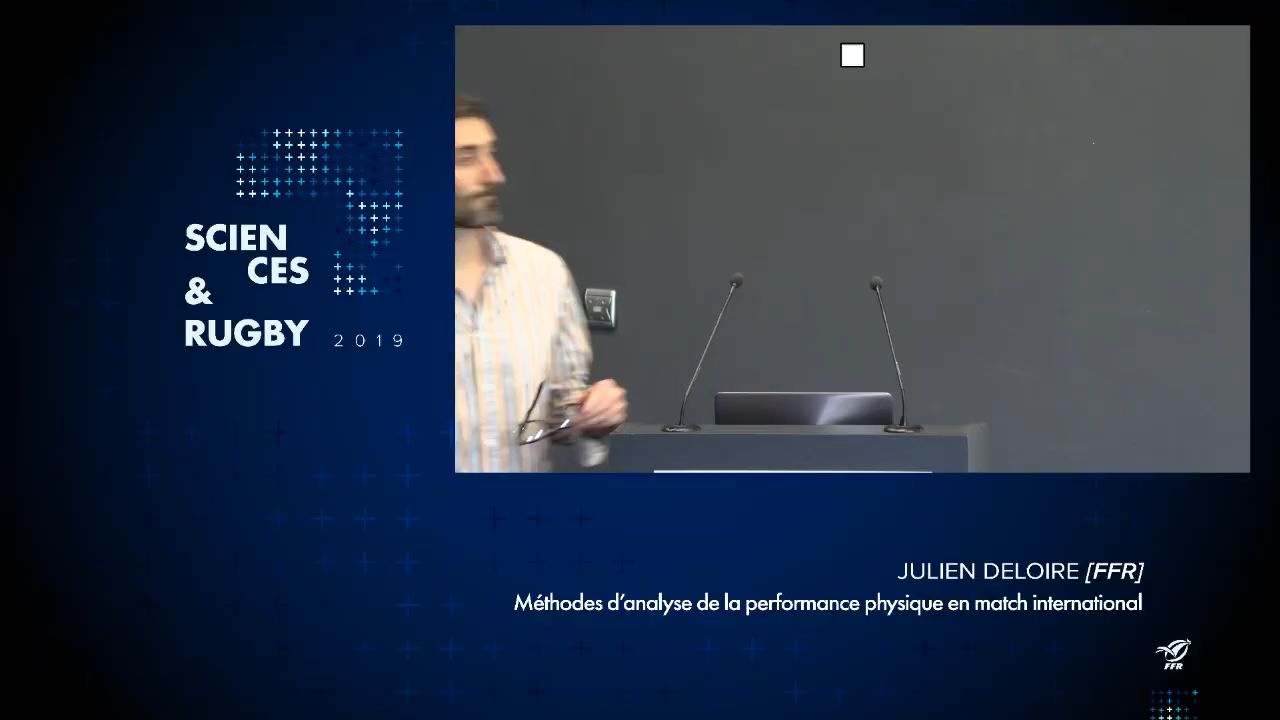 SCIEN
CES
&
RUGBY 2019
JULIEN DELOIRE [FFR]
Méthodes d'analyse de la performance physique en match international
FFR